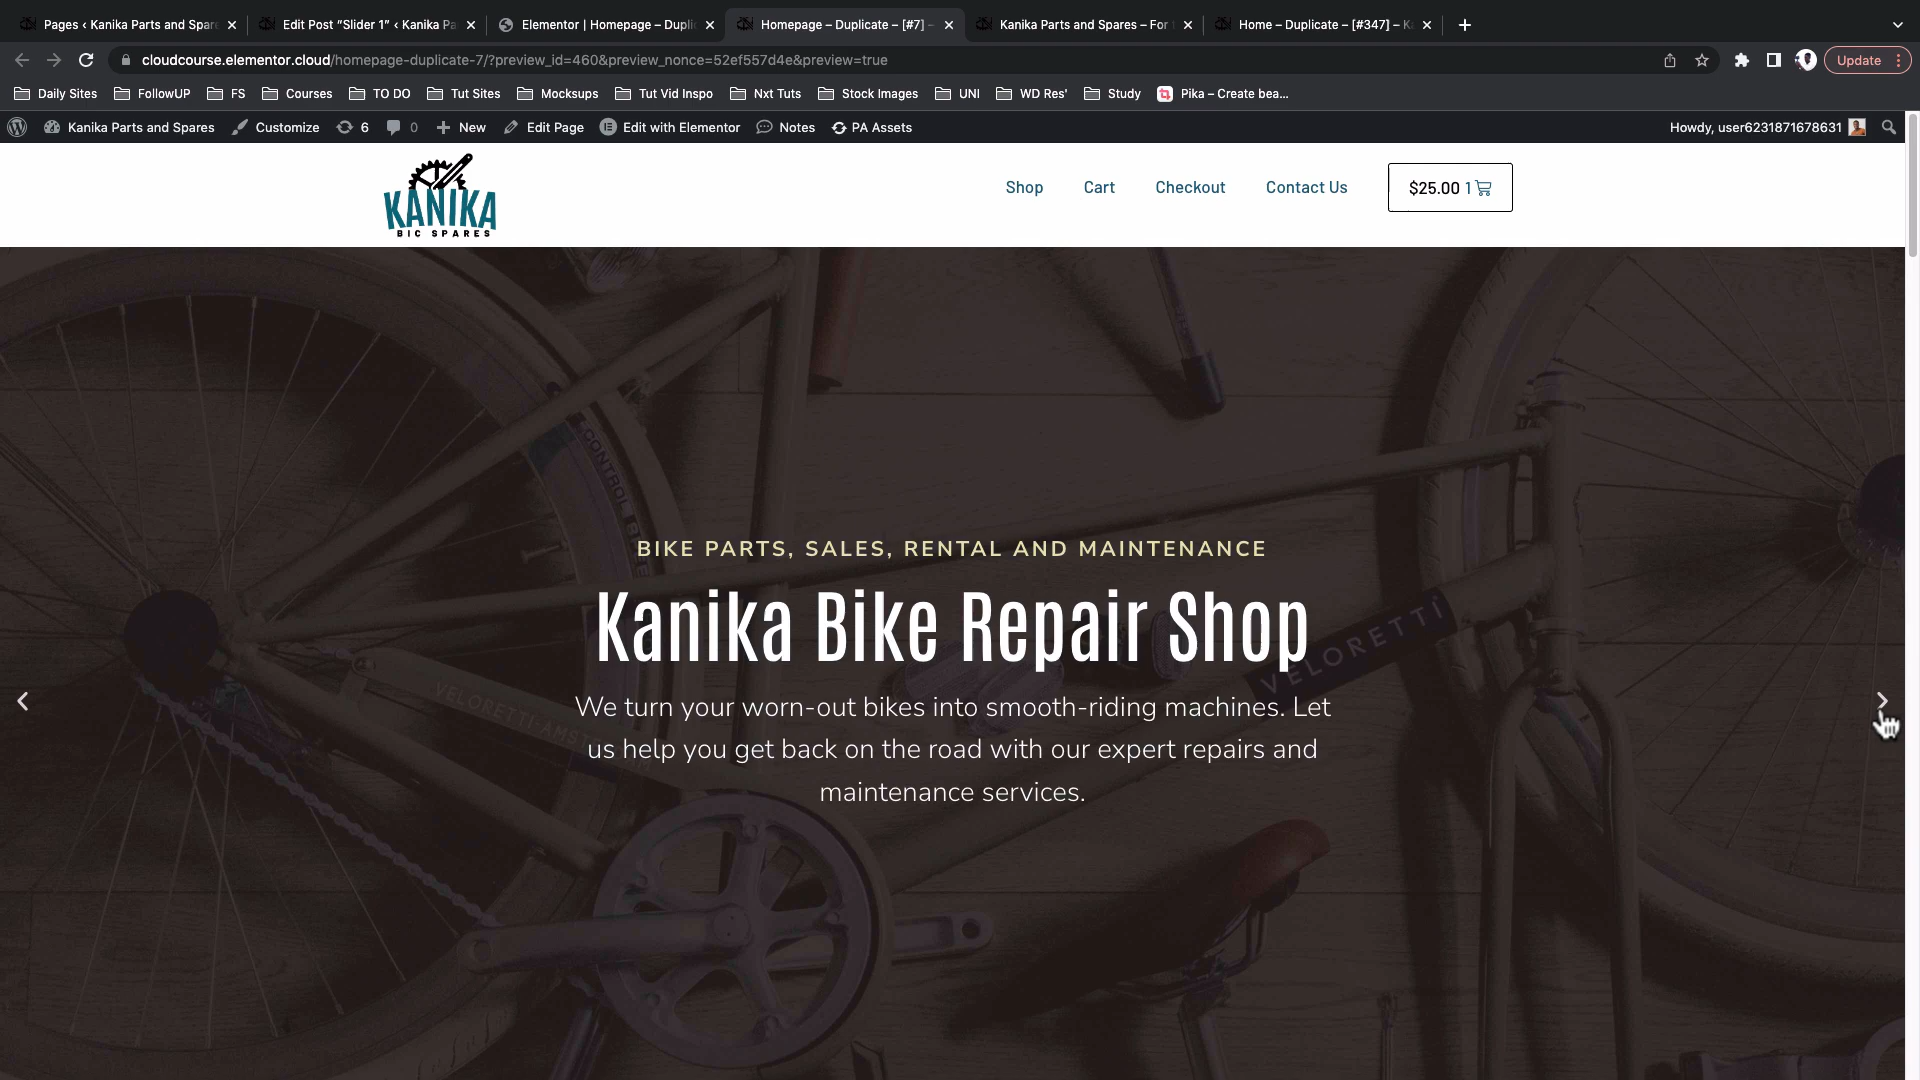 Pages ‹ Kanika Parts and Spare
Edit Post "Slider 1" ‹ Kanika Pa
Elementor | Homepage – Duplic
Homepage – Duplicate – [#7] –
Kanika Parts and Spares – For
Home – Duplicate – [#347] – K
cloudcourse.elementor.cloud/homepage-duplicate-7/?preview_id=460&preview_nonce=52ef557d4e&preview=true
Update
Daily Sites
FollowUP
FS
Courses
TO DO
Tut Sites
Mocksups
Tut Vid Inspo
Nxt Tuts
Stock Images
UNI
WD Res'
Study
Pika – Create bea...
Kanika Parts and Spares
Customize
6
0
New
Edit Page
Edit with Elementor
Notes
PA Assets
Howdy, user6231871678631
KANIKA
BIC SPARES
Shop
Cart
Checkout
Contact Us
$25.00 1
CONTROL
BIKE PARTS, SALES, RENTAL AND MAINTENANCE
Kanika Bike Repair Shop
VELORETTI
We turn your worn-out bikes into smooth-riding machines. Let
us help you get back on the road with our expert repairs and
maintenance services.